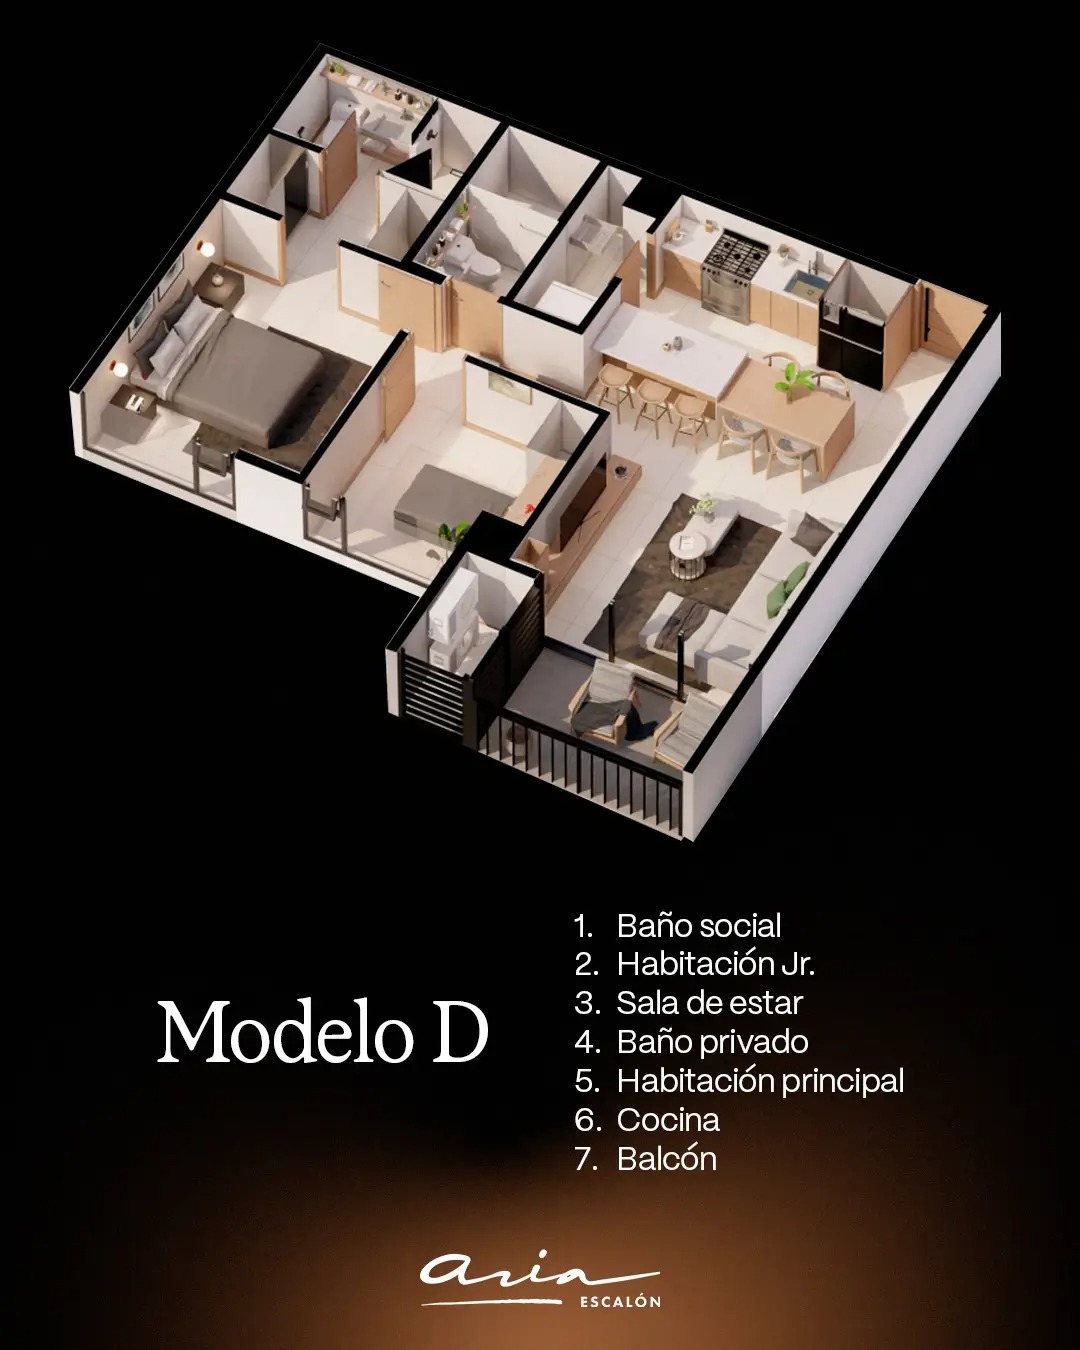 Modelo D
1. Baño social
2. Habitación Jr.
3. Sala de estar
4. Baño privado
5. Habitación principal
6. Cocina
7. Balcón
aria
ESCALÓN